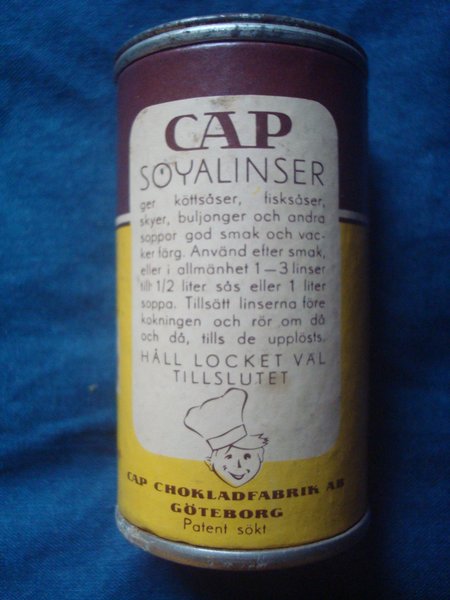 CAP
SOYALINSER
ger köttsåser, fisksåser,
skyer, buljonger och andra
soppor god smak och vac-
ker färg. Använd efter smak,
eller i allmänhet 1—3 linser
till 1/2 liter sås eller 1 liter
soppa. Tillsätt linserna före
kokningen och rör om då
och då, tills de upplösts.
HÅLL LOCKET VÄL
TILLSLUTET
CAP CHOKLADFABRIK AB
GÖTEBORG
Patent sökt